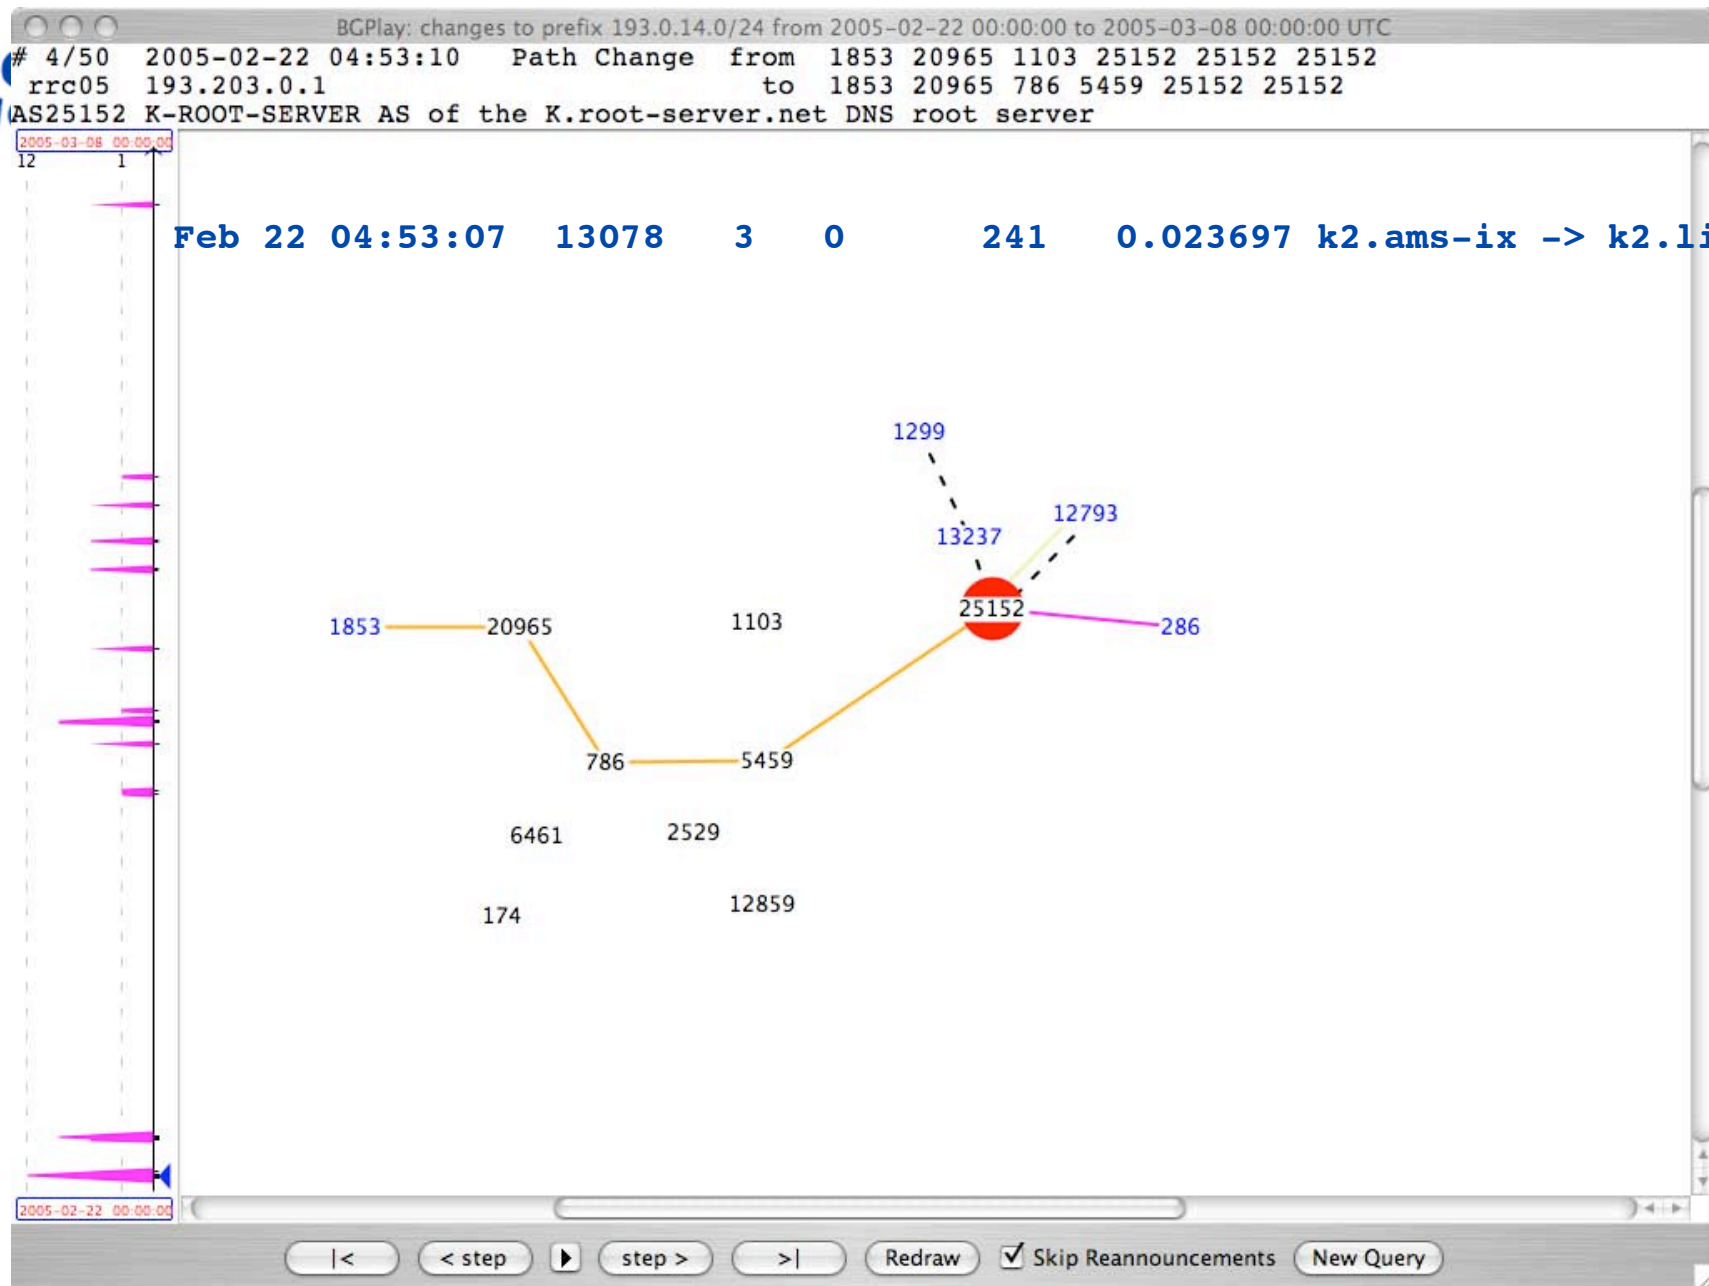 BGPlay: changes to prefix 193.0.14.0/24 from 2005-02-22 00:00:00 to 2005-03-08 00:00:00 UTC
# 4/50 2005-02-22 04:53:10 Path Change from 1853 20965 1103 25152 25152 25152
rrc05 193.203.0.1 to 1853 20965 786 5459 25152 25152
AS25152 K-ROOT-SERVER AS of the K.root-server.net DNS root server
2005-03-08 00:00:00
12 1
Feb 22 04:53:07 13078 3 0 241 0.023697 k2.ams-ix -> k2.li
1299
12793
13237
25152
1853 20965 1103 286
786 5459
6461 2529
174 12859
2005-02-22 00:00:00
|< < step step > >| Redraw Skip Reannouncements New Query